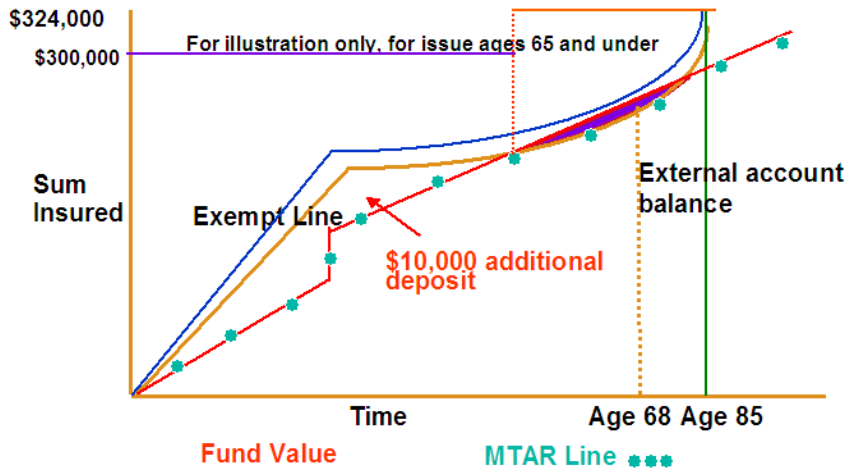 $324,000
For illustration only, for issue ages 65 and under
$300,000
Sum
Insured
Exempt Line
External account
balance
$10,000 additional
deposit
Time
Age 68
Age 85
Fund Value
MTAR Line